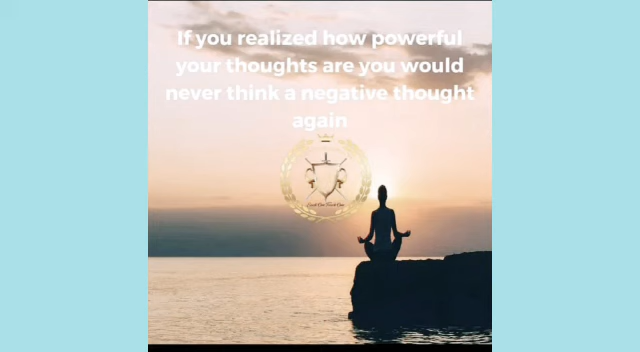 If you realized how powerful
your thoughts are you would
never think a negative thought
again